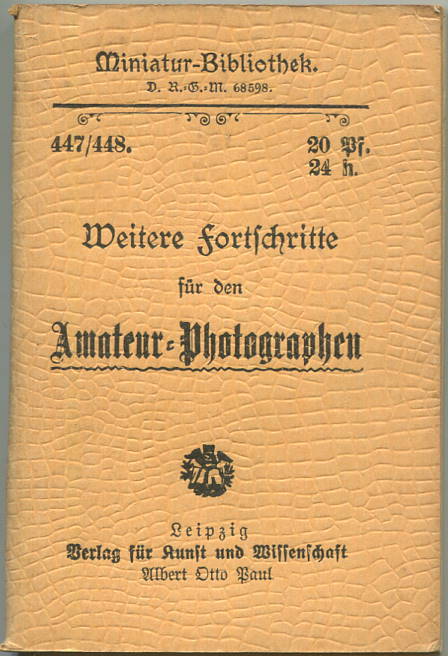 Miniatur-Bibliothek.
D. R.-G.-M. 68598.
447/448. 20 Pf.
24 h.
Weitere Fortſchritte
für den
Amateur-Photographen
Leipzig
Verlag für Kunſt und Wiſſenſchaft
Albert Otto Paul